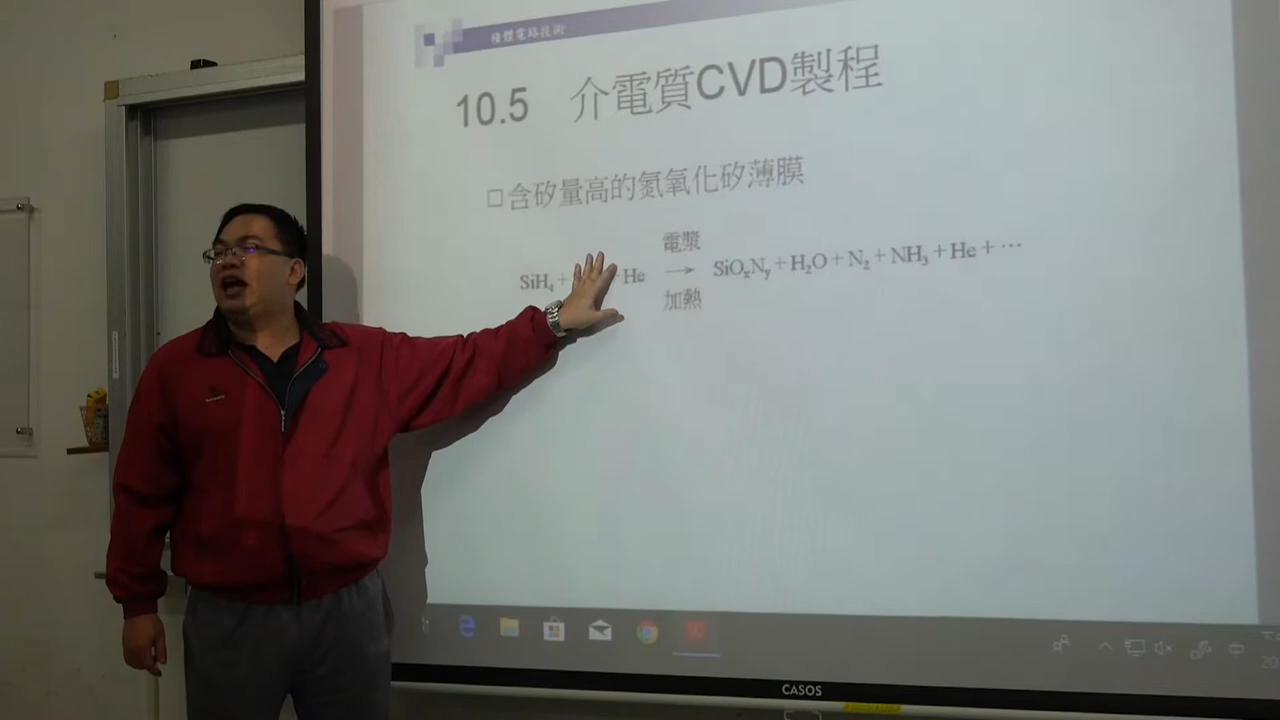 積體電路技術
10.5 介電質CVD製程
□含矽量高的氮氧化矽薄膜
電漿
SiH₄+ +He → SiOₓNᵧ+H₂O+N₂+NH₃+He+⋯
加熱
中
CASOS